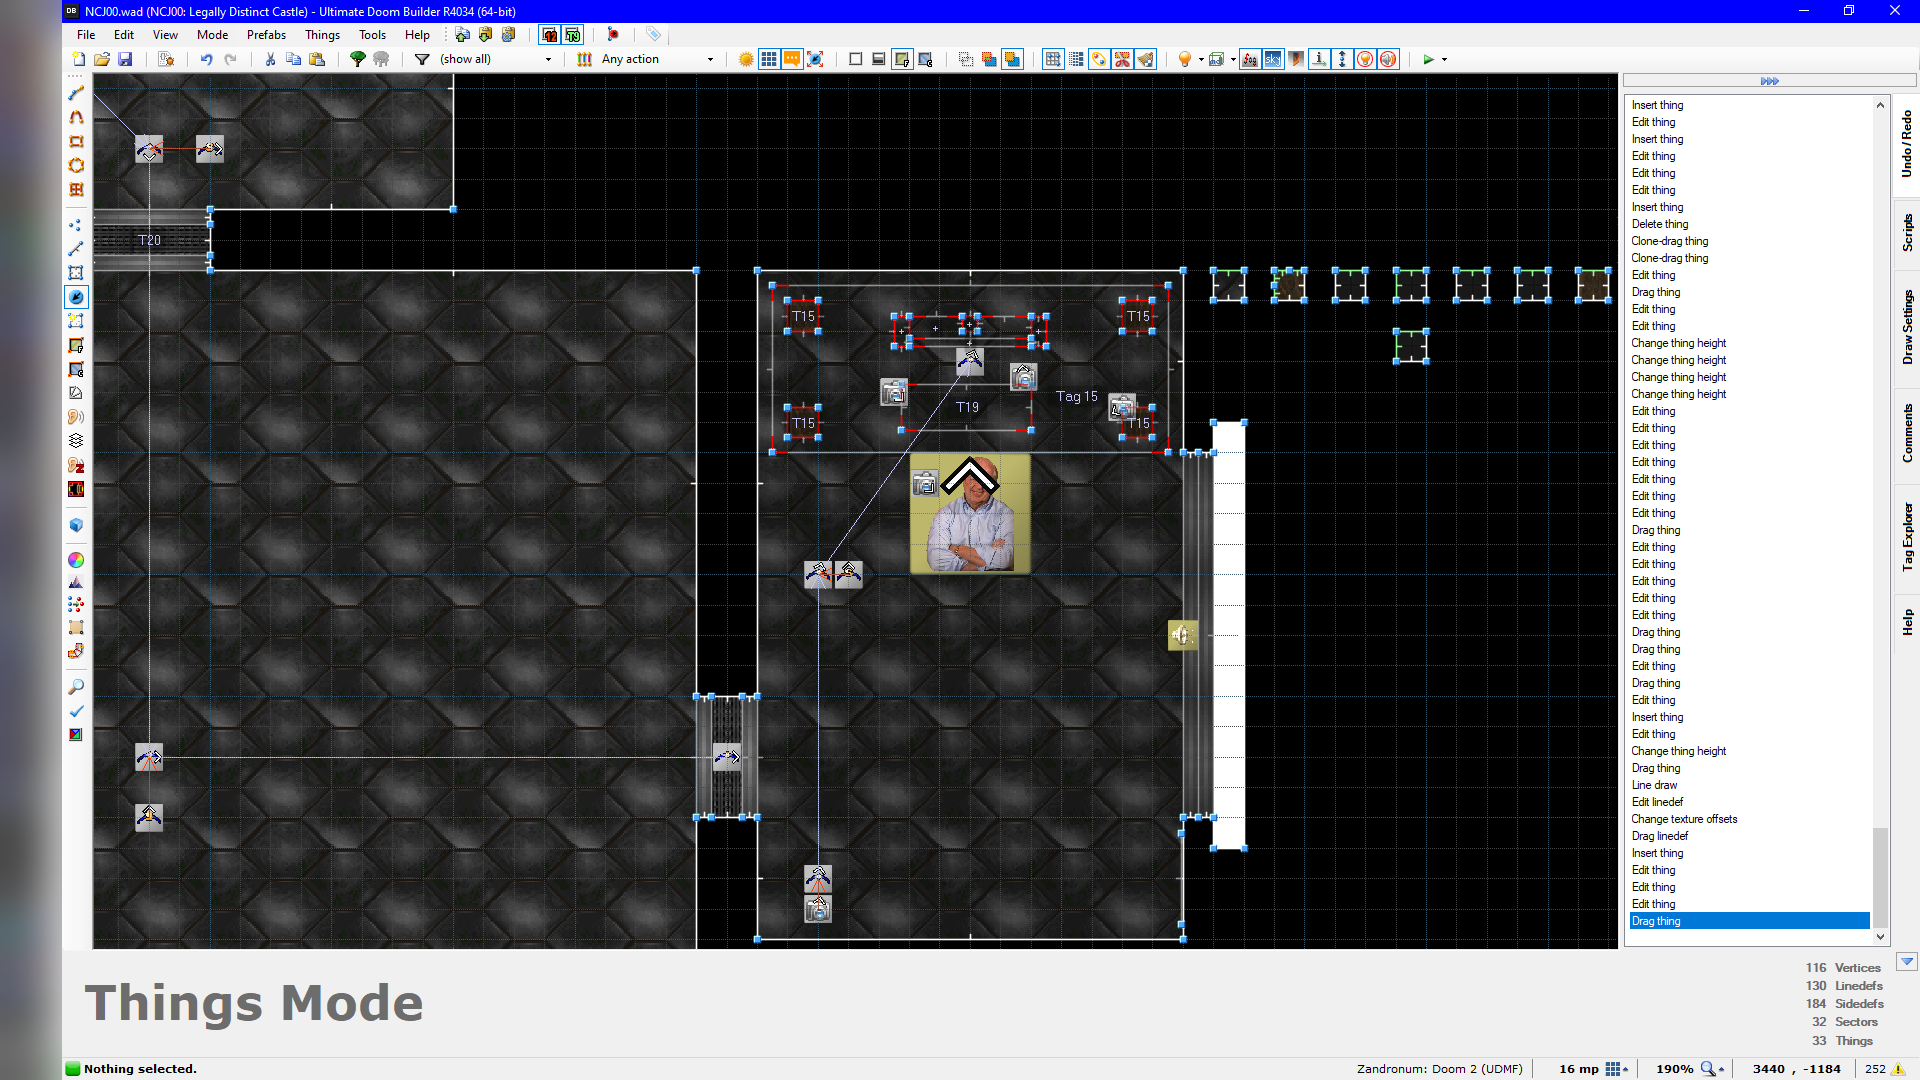 NCJ00.wad (NCJ00: Legally Distinct Castle) - Ultimate Doom Builder R4034 (64-bit)
File Edit View Mode Prefabs Things Tools Help
(show all) Any action
T20
T15
T15
T19
Tag 15
T15
T15
Insert thing
Edit thing
Insert thing
Edit thing
Edit thing
Edit thing
Insert thing
Delete thing
Clone-drag thing
Clone-drag thing
Edit thing
Drag thing
Edit thing
Edit thing
Change thing height
Change thing height
Change thing height
Change thing height
Edit thing
Edit thing
Edit thing
Edit thing
Edit thing
Edit thing
Edit thing
Drag thing
Edit thing
Edit thing
Edit thing
Edit thing
Edit thing
Drag thing
Drag thing
Edit thing
Drag thing
Edit thing
Insert thing
Edit thing
Change thing height
Drag thing
Line draw
Edit linedef
Change texture offsets
Drag linedef
Insert thing
Edit thing
Edit thing
Edit thing
Drag thing
Undo / Redo
Scripts
Draw Settings
Comments
Tag Explorer
Help
Things Mode
116 Vertices
130 Linedefs
184 Sidedefs
32 Sectors
33 Things
Nothing selected.
Zandronum: Doom 2 (UDMF) 16 mp 190% 3440 , -1184 252